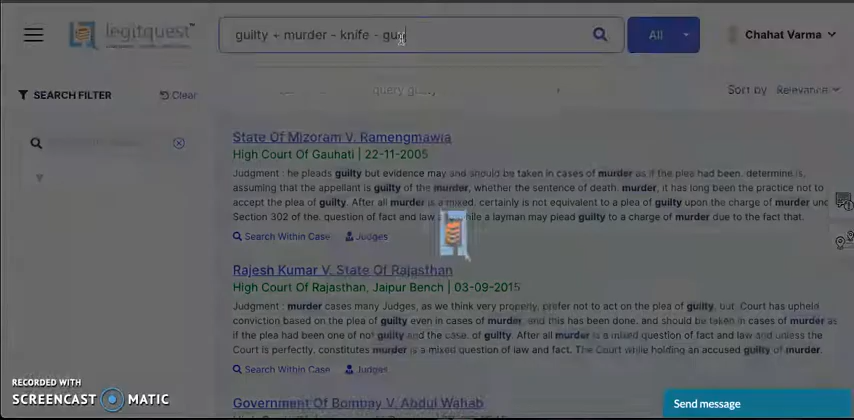 legitquest™
guilty + murder - knife - gun
All
Chahat Varma
SEARCH FILTER
Clear
query guilty
Sort by Relevance
State Of Mizoram V. Ramengmawia
High Court Of Gauhati | 22-11-2005
Judgment : he pleads guilty but evidence may and should be taken in cases of murder as if the plea had been. determine is,
assuming that the appellant is guilty of the murder, whether the sentence of death. murder, it has long been the practice not to
accept the plea of guilty. After all murder is a mixed. certainly is not equivalent to a plea of guilty upon the charge of murder und
Section 302 of the. question of fact and law while a layman may plead guilty to a charge of murder due to the fact that.
Search Within Case Judges
Rajesh Kumar V. State Of Rajasthan
High Court Of Rajasthan, Jaipur Bench | 03-09-2015
Judgment : murder cases many Judges, as we think very properly, prefer not to act on the plea of guilty, but. Court has upheld
conviction based on the plea of guilty even in cases of murder, and this has been done. and should be taken in cases of murder as
if the plea had been one of not guilty and the case. of guilty. After all murder is a mixed question of fact and law and unless the
Court is perfectly. constitutes murder is a mixed question of law and fact. The Court while holding an accused guilty of murder.
Search Within Case Judges
Government Of Bombay V. Abdul Wahab
RECORDED WITH
SCREENCAST MATIC
Send message